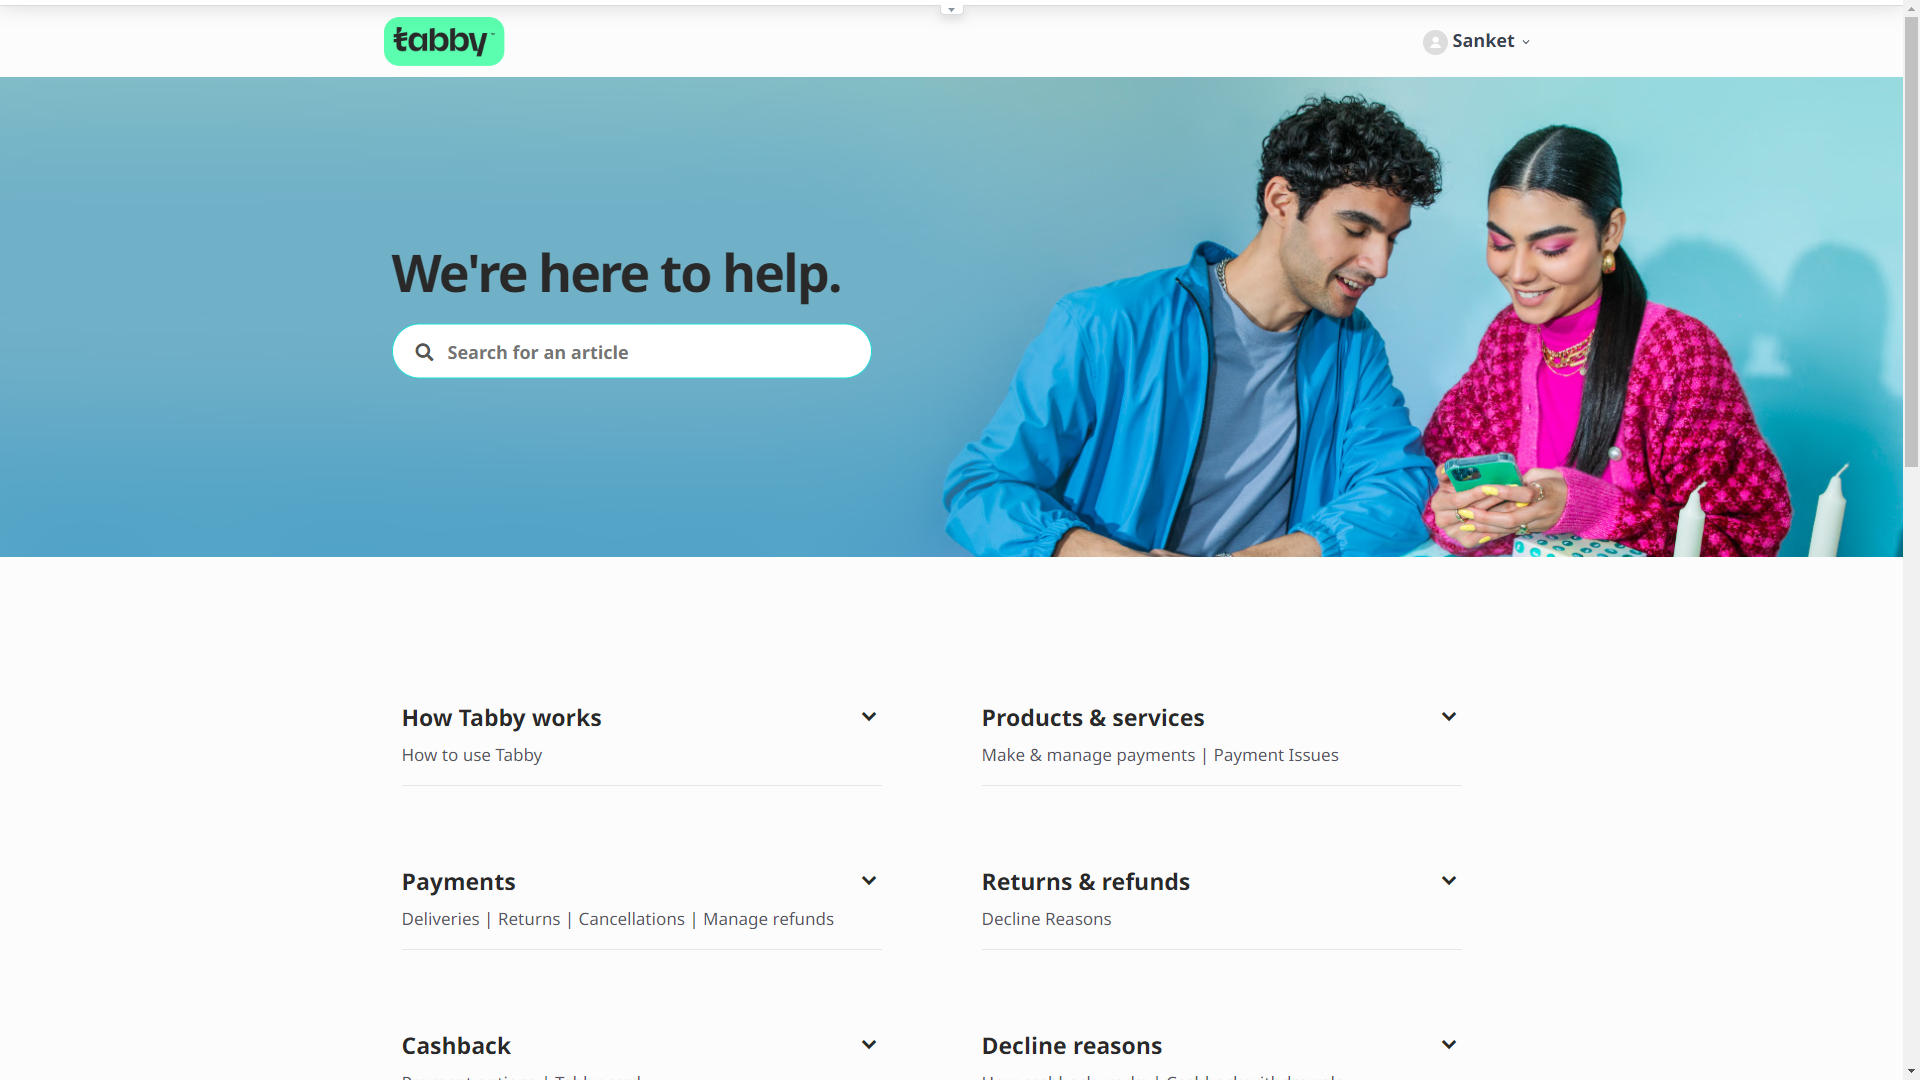 tabby
Sanket
We're here to help.
Search for an article
How Tabby works
How to use Tabby
Products & services
Make & manage payments | Payment Issues
Payments
Deliveries | Returns | Cancellations | Manage refunds
Returns & refunds
Decline Reasons
Cashback
Decline reasons